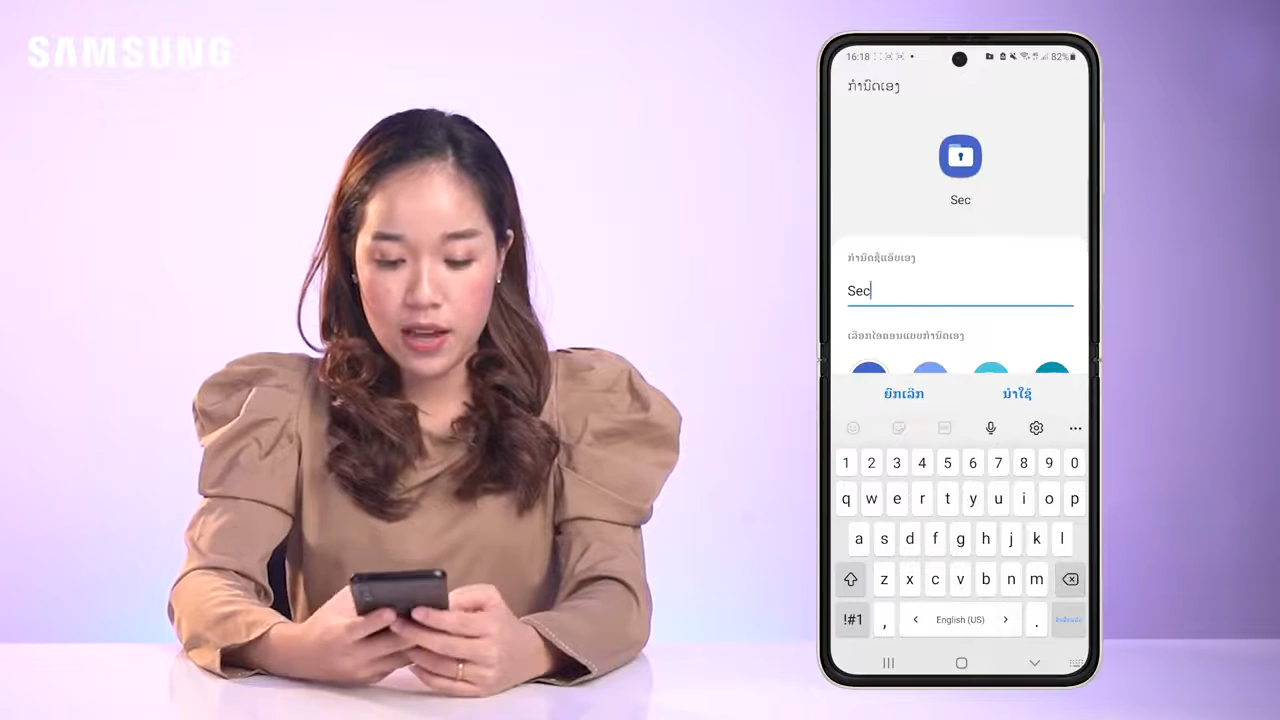 SAMSUNG
16:18 82%
ກຳນົດເອງ
Sec
ກຳນົດຊື່ແອັບເອງ
Sec
ເລືອກໄອຄອນແບບກຳນົດເອງ
ຍົກເລີກ ນຳໃຊ້
1 2 3 4 5 6 7 8 9 0
q w e r t y u i o p
a s d f g h j k l
z x c v b n m
!#1 , < English (US) > .